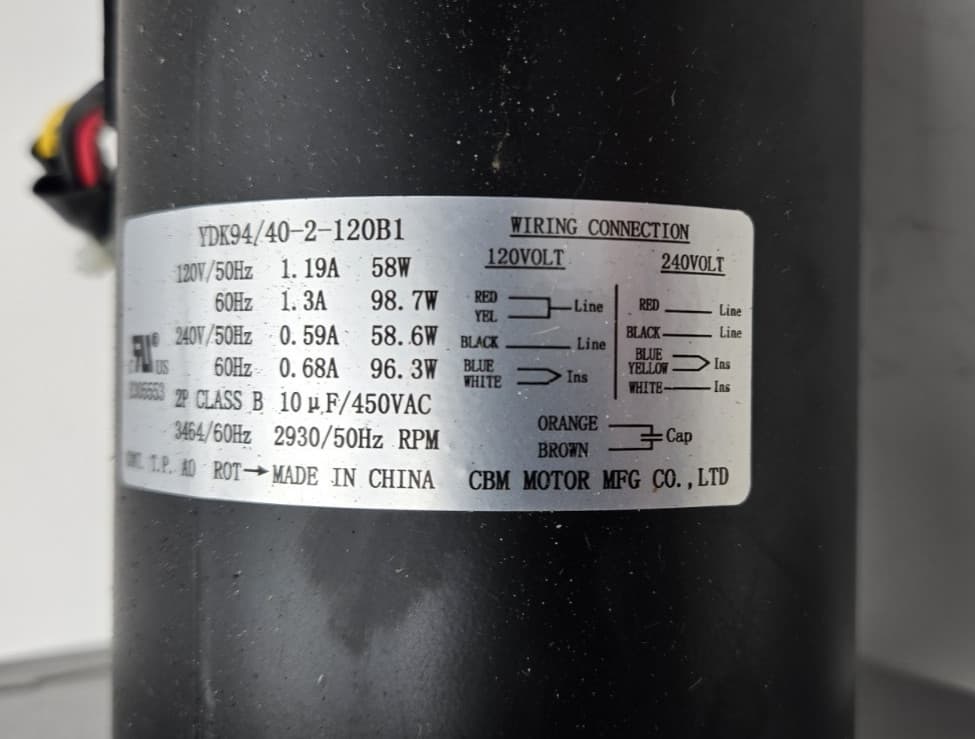 YDK94/40-2-120B1
120V/50Hz 1.19A 58W
60Hz 1.3A 98.7W
240V/50Hz 0.59A 58.6W
60Hz 0.68A 96.3W
2P CLASS B 10μF/450VAC
3464/60Hz 2930/50Hz RPM
T.P. AO ROT→MADE IN CHINA
RU® US
WIRING CONNECTION
120VOLT
RED
YEL
Line
BLACK Line
BLUE
WHITE
Ins
240VOLT
RED Line
BLACK Line
BLUE
YELLOW
Ins
WHITE Ins
ORANGE
BROWN
Cap
CBM MOTOR MFG CO.,LTD